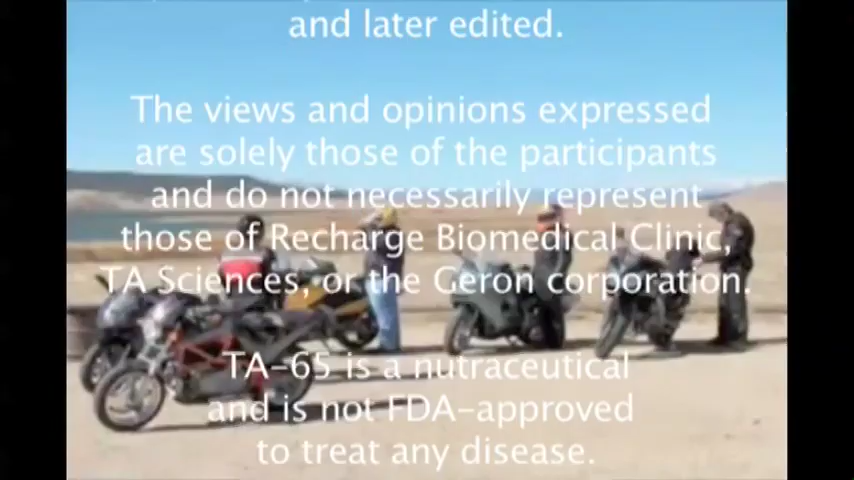 and later edited.
The views and opinions expressed
are solely those of the participants
and do not necessarily represent
those of Recharge Biomedical Clinic,
TA Sciences, or the Geron corporation.
TA-65 is a nutraceutical
and is not FDA-approved
to treat any disease.